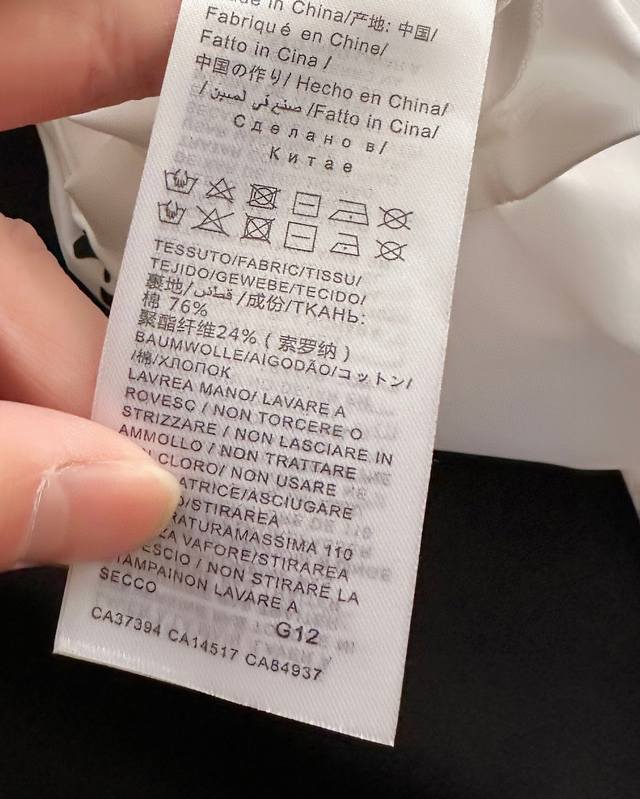 in China/产地: 中国/
Fabriqué en Chine/
Fatto in Cina /
中国の作り/ Hecho en China/
/صنع في لصين /Fatto in Cina/
Сделано в/
Китае
TESSUTO/FABRIC/TISSU/
TEJIDO/GEWEBE/TECIDO/
裏地/قماش/成份/ТКАНЬ:
棉 76%
聚酯纤维24% ( 索罗纳 )
BAUMWOLLE/AIGODÃO/コットン/
/棉/ХЛОПОК
LAVREA MANO/ LAVARE A
ROVESC / NON TORCERE O
STRIZZARE / NON LASCIARE IN
AMMOLLO / NON TRATTARE
CLORO/ NON USARE
ATRICE/ASCIUGARE
/STIRAREA
RATURAMASSIMA 110
ZA VAFORE/STIRAREA
ESCIO / NON STIRARE LA
TAMPAINON LAVARE A
SECCO
G12
CA37394 CA14517 CA84937